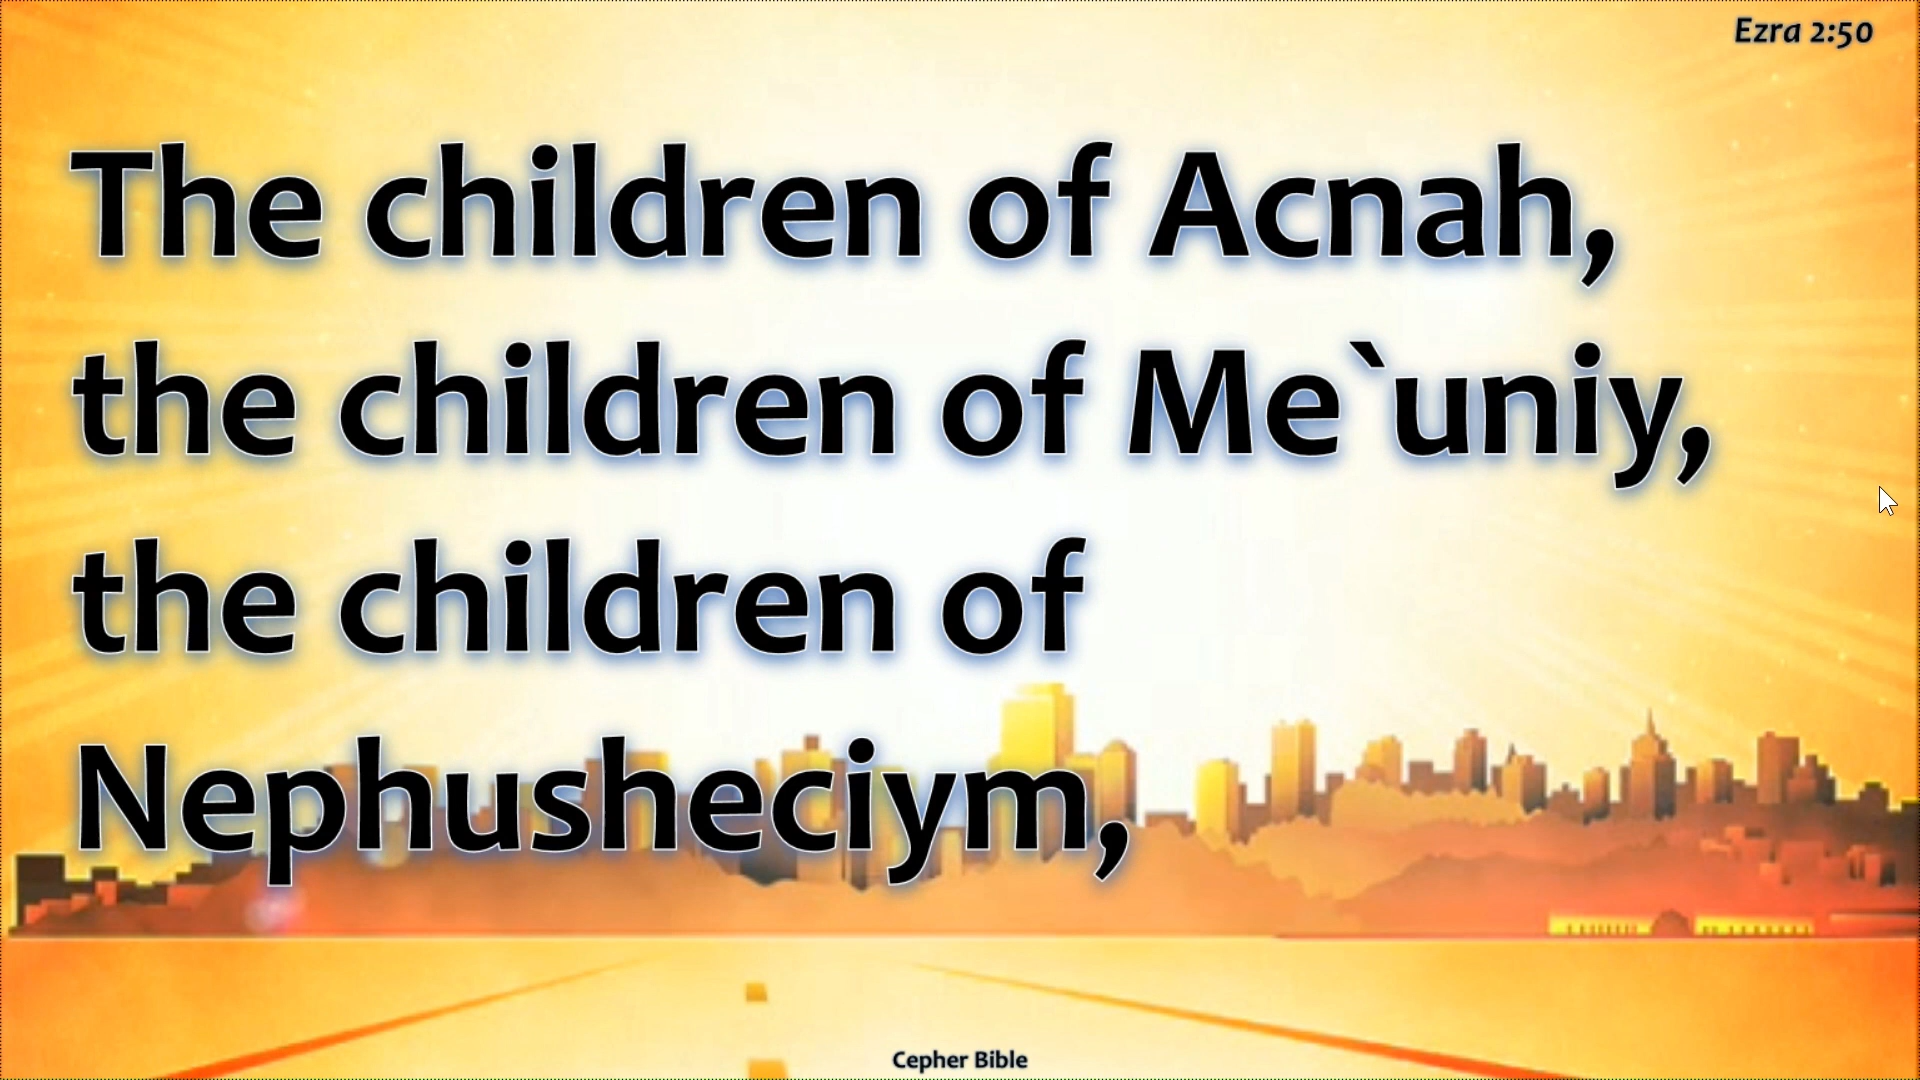 Ezra 2:50
The children of Acnah,
the children of Me`uniy,
the children of
Nephusheciym,
Cepher Bible